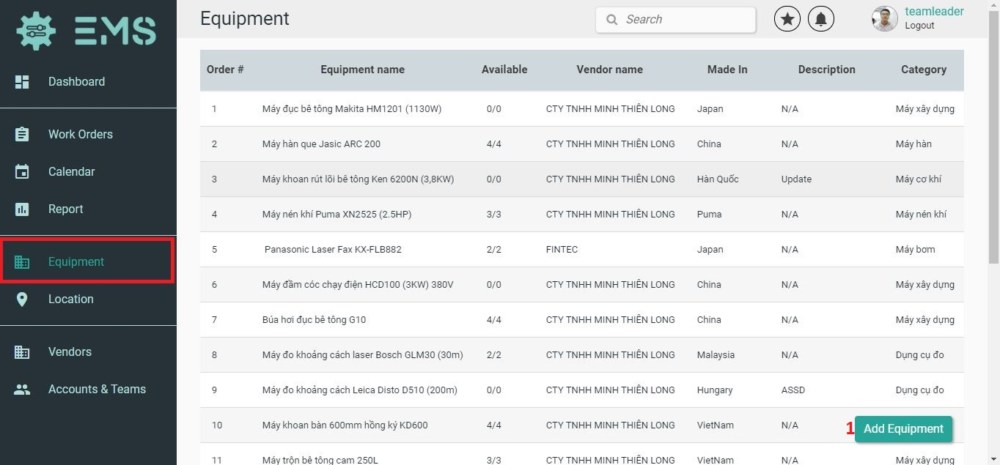 EMS
Equipment
Search
teamleader
Logout
Dashboard
Work Orders
Calendar
Report
Equipment
Location
Vendors
Accounts & Teams
Order # Equipment name Available Vendor name Made In Description Category
1 Máy đục bê tông Makita HM1201 (1130W) 0/0 CTY TNHH MINH THIÊN LONG Japan N/A Máy xây dựng
2 Máy hàn que Jasic ARC 200 4/4 CTY TNHH MINH THIÊN LONG China N/A Máy hàn
3 Máy khoan rút lõi bê tông Ken 6200N (3,8KW) 0/0 CTY TNHH MINH THIÊN LONG Hàn Quốc Update Máy cơ khí
4 Máy nén khí Puma XN2525 (2.5HP) 3/3 CTY TNHH MINH THIÊN LONG Puma N/A Máy nén khí
5 Panasonic Laser Fax KX-FLB882 2/2 FINTEC Japan N/A Máy bơm
6 Máy đầm cóc chạy điện HCD100 (3KW) 380V 0/0 CTY TNHH MINH THIÊN LONG China N/A Máy xây dựng
7 Búa hơi đục bê tông G10 4/4 CTY TNHH MINH THIÊN LONG China N/A Máy xây dựng
8 Máy đo khoảng cách laser Bosch GLM30 (30m) 2/2 CTY TNHH MINH THIÊN LONG Malaysia N/A Dụng cụ đo
9 Máy đo khoảng cách Leica Disto D510 (200m) 0/0 CTY TNHH MINH THIÊN LONG Hungary ASSD Dụng cụ đo
10 Máy khoan bàn 600mm hồng ký KD600 4/4 CTY TNHH MINH THIÊN LONG VietNam N/A
1 Add Equipment
11 Máy trộn bê tông cam 250L 3/3 CTY TNHH MINH THIÊN LONG VietNam N/A Máy xây dựng